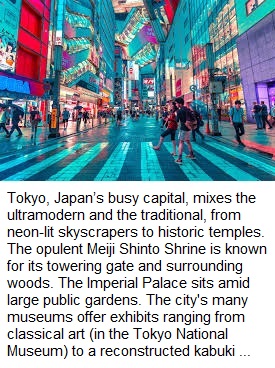 Tokyo, Japan’s busy capital, mixes the
ultramodern and the traditional, from
neon-lit skyscrapers to historic temples.
The opulent Meiji Shinto Shrine is known
for its towering gate and surrounding
woods. The Imperial Palace sits amid
large public gardens. The city's many
museums offer exhibits ranging from
classical art (in the Tokyo National
Museum) to a reconstructed kabuki ...